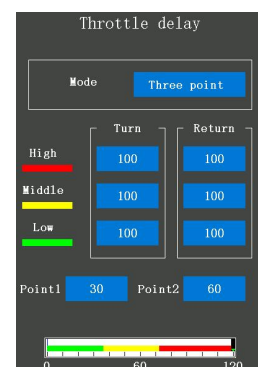 Throttle delay
Mode Three point
Turn Return
High 100 100
Middle 100 100
Low 100 100
Point1 30 Point2 60
0 60 120